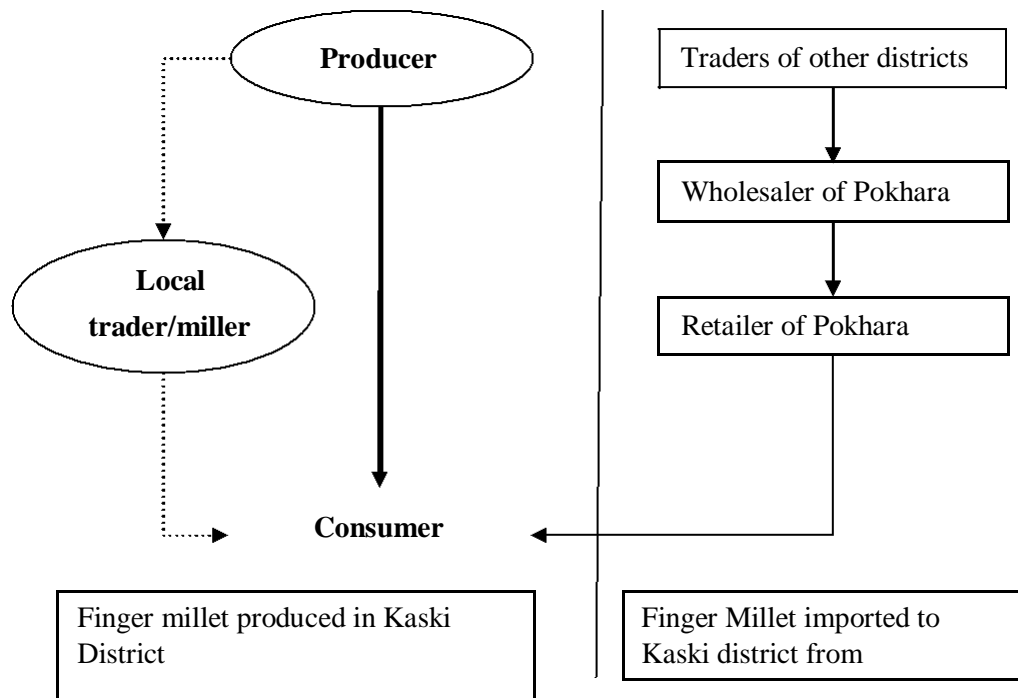 Producer
Traders of other districts
Wholesaler of Pokhara
Local
trader/miller
Retailer of Pokhara
Consumer
Finger millet produced in Kaski
District
Finger Millet imported to
Kaski district from